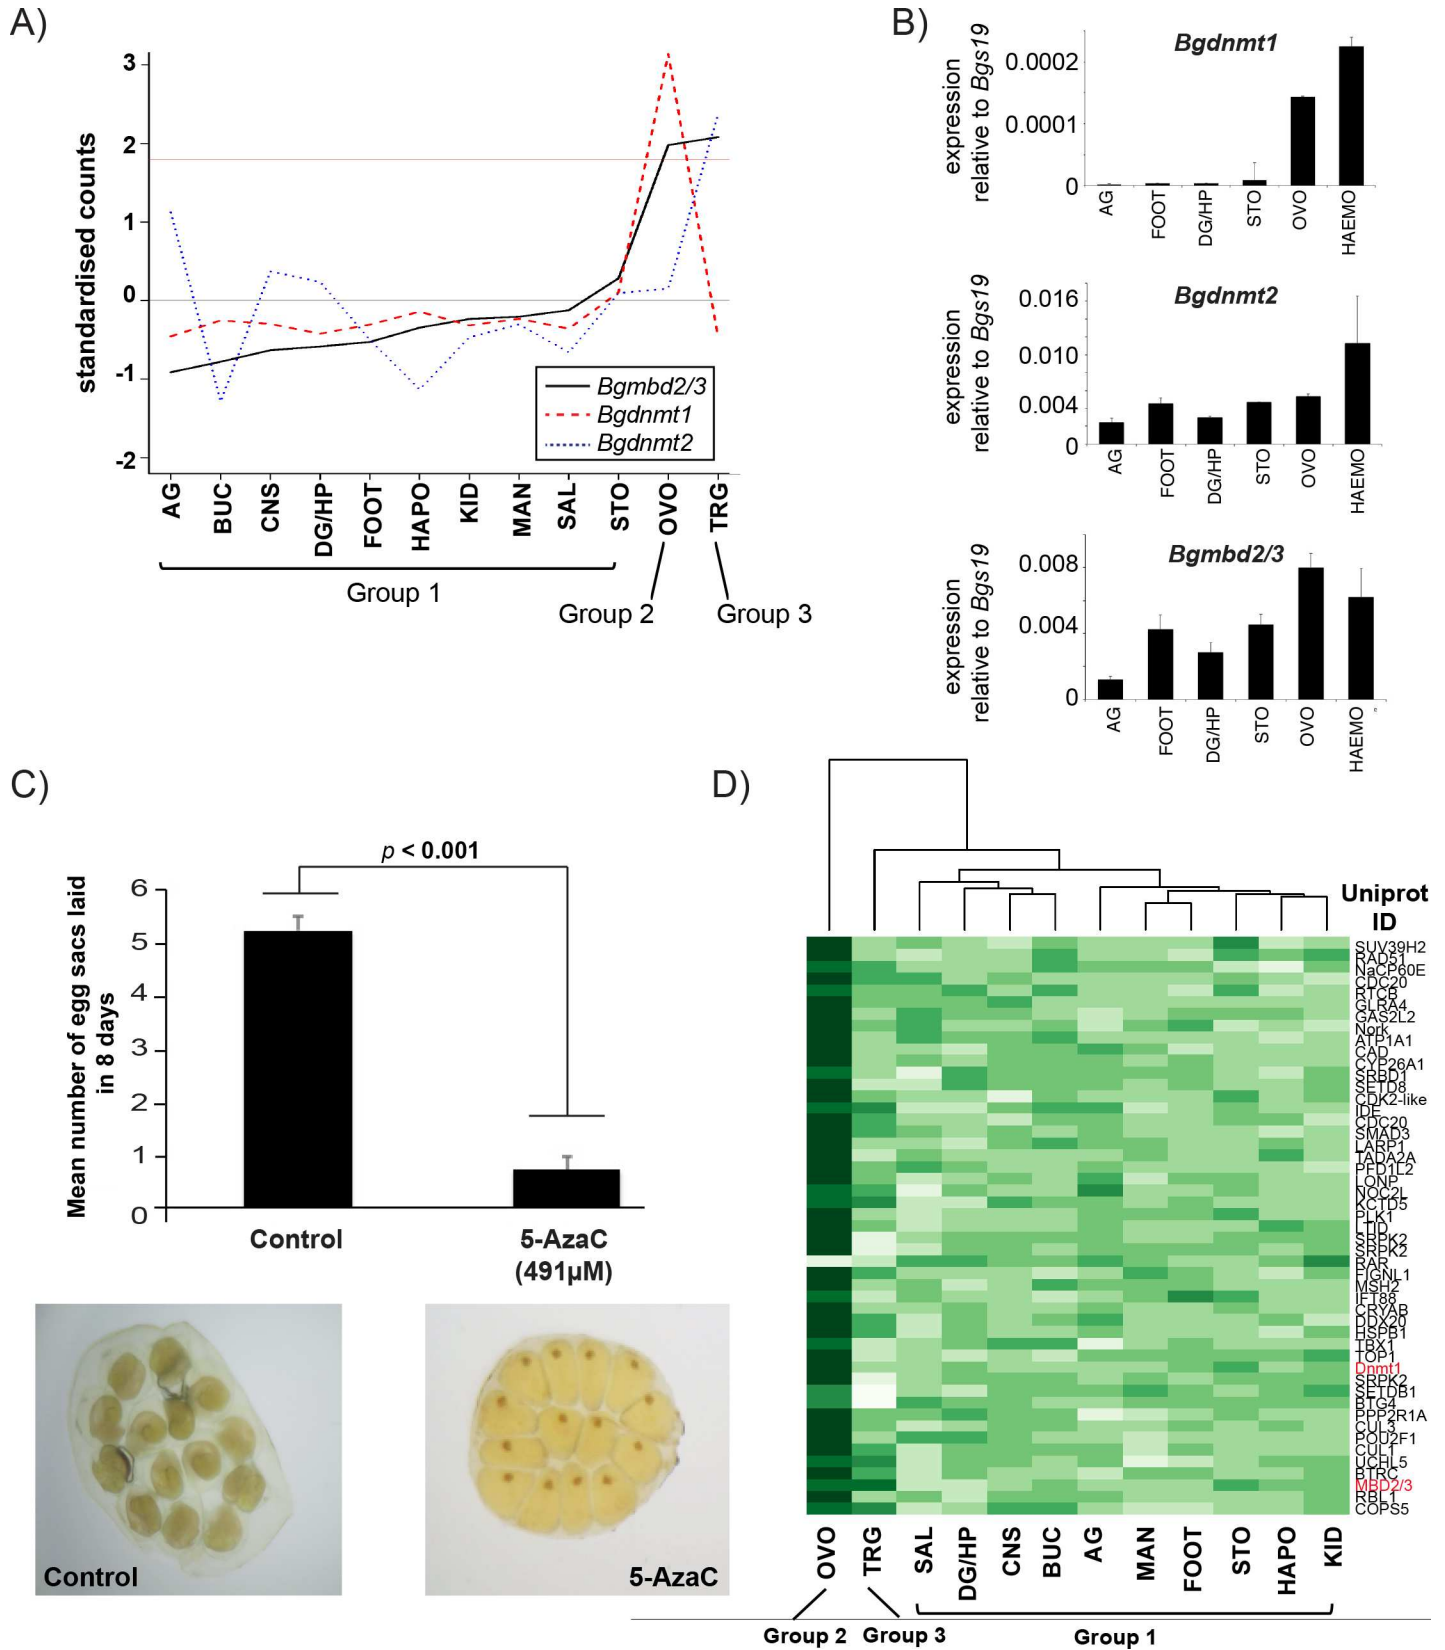 A)
3
2
1
0
-1
-2
standardised counts
Bgmbd2/3
Bgdnmt1
Bgdnmt2
AG
BUC
CNS
DG/HP
FOOT
HAPO
KID
MAN
SAL
STO
OVO
TRG
Group 1
Group 2
Group 3
B)
Bgdnmt1
expression
relative to Bgs19
0.0002
0.0001
0
AG
FOOT
DG/HP
STO
OVO
HAEMO
Bgdnmt2
expression
relative to Bgs19
0.016
0.010
0.004
0
AG
FOOT
DG/HP
STO
OVO
HAEMO
Bgmbd2/3
expression
relative to Bgs19
0.008
0.004
0
AG
FOOT
DG/HP
STO
OVO
HAEMO
C)
p < 0.001
Mean number of egg sacs laid
in 8 days
6
5
4
3
2
1
0
Control
5-AzaC
(491µM)
Control
5-AzaC
D)
Uniprot
ID
SUV39H2
RAD51
NaCP60E
CDC20
RTCB
GLRA4
GAS2L2
Nork
ATP1A1
CAD
CYP26A1
SRBD1
SETD8
CDK2-like
IDE
CDC20
SMAD3
LARP1
TADA2A
PFD1L2
LONP
NOC2L
KCTD5
PLK1
LTID
SRPK2
SRPK2
RAR
FIGNL1
MSH2
IFT88
CRYAB
DDX20
HSPB1
TBX1
TOP1
Dnmt1
SRPK2
SETDB1
BTG4
PPP2R1A
CUL3
POU2F1
CUL1
UCHL5
BTRC
MBD2/3
RBL1
COPS5
OVO
TRG
SAL
DG/HP
CNS
BUC
AG
MAN
FOOT
STO
HAPO
KID
Group 2
Group 3
Group 1